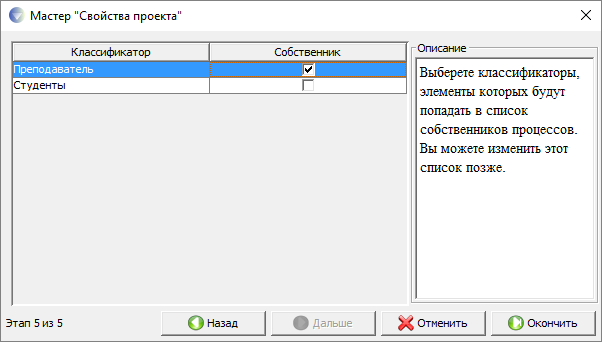 Мастер "Свойства проекта"
Классификатор Собственник
Преподаватель
Студенты
Описание
Выберете классификаторы,
элементы которых будут
попадать в список
собственников процессов.
Вы можете изменить этот
список позже.
Этап 5 из 5 Назад Дальше Отменить Окончить